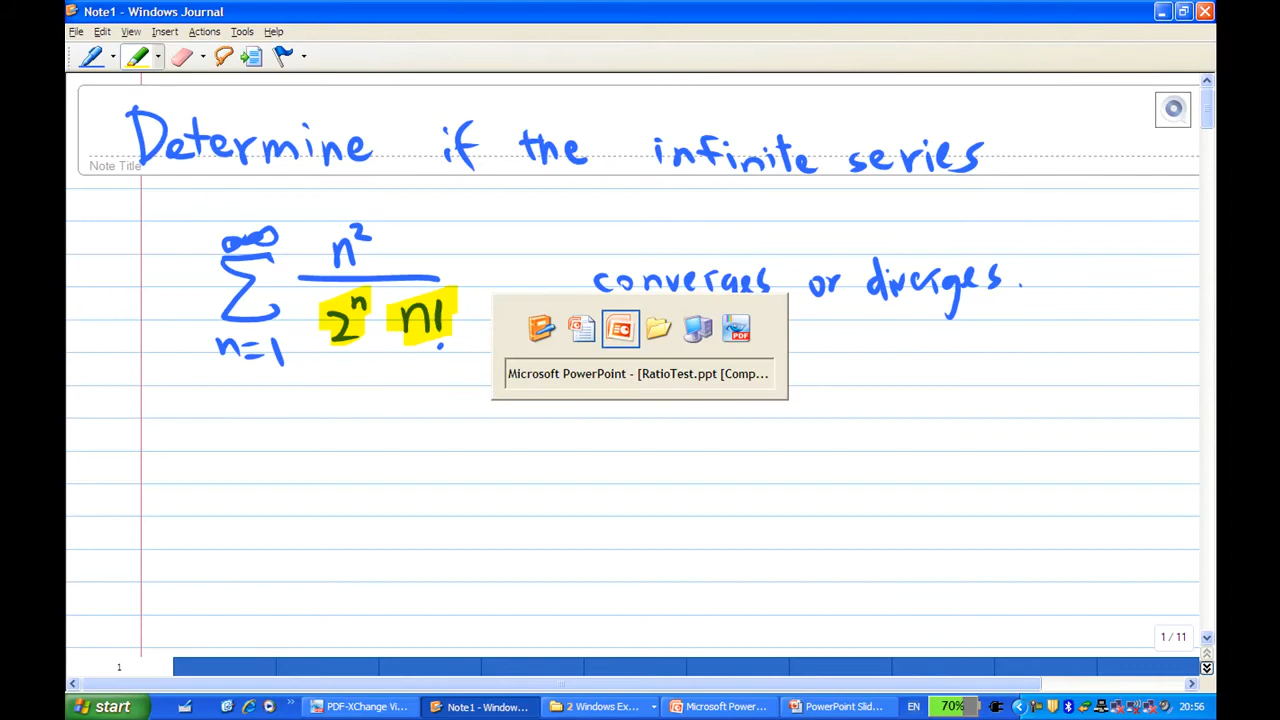 Note1 - Windows Journal
File Edit View Insert Actions Tools Help
Determine if the infinite series
Note Title
∞
∑ n² / 2ⁿ n! converges or diverges.
n=1
Microsoft PowerPoint - [RatioTest.ppt [Comp...
PDF
1 / 11
1
start PDF-XChange Vi... Note1 - Window... 2 Windows Ex... Microsoft Power... PowerPoint Slid... EN 70% 20:56